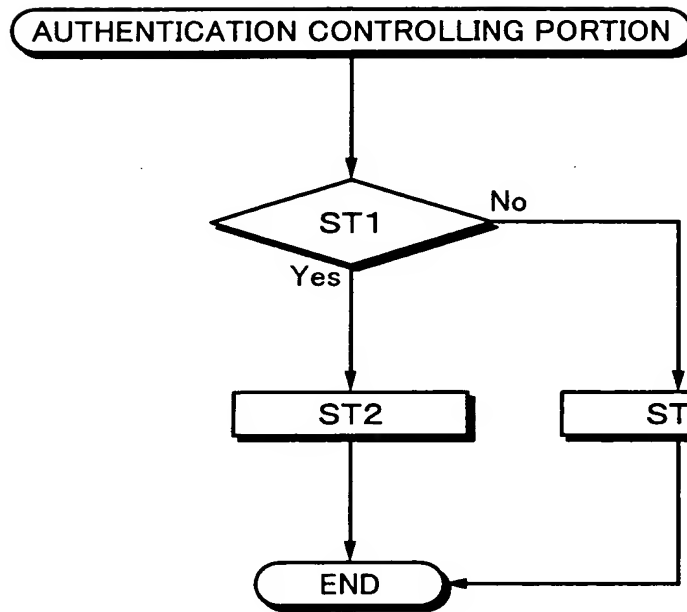 AUTHENTICATION CONTROLLING PORTION
ST1
No
Yes
ST2
ST
END